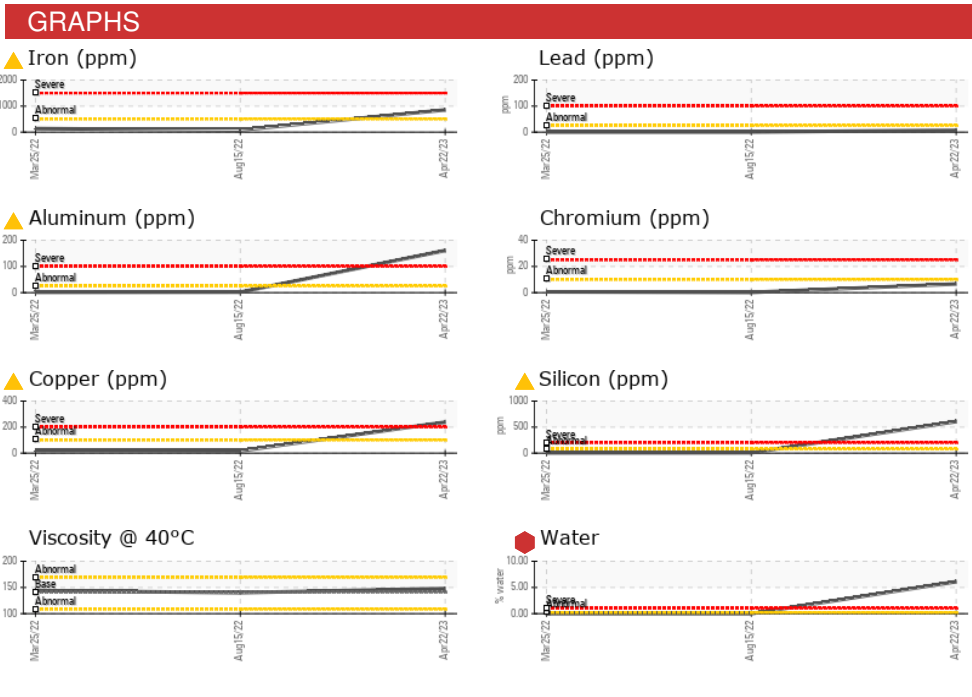 GRAPHS
Iron (ppm)
2000
1000
0
Severe
Abnormal
Mar25/22
Aug15/22
Apr22/23
Lead (ppm)
ppm
200
100
0
Severe
Abnormal
Mar25/22
Aug15/22
Apr22/23
Aluminum (ppm)
200
100
0
Severe
Abnormal
Mar25/22
Aug15/22
Apr22/23
Chromium (ppm)
ppm
40
20
0
Severe
Abnormal
Mar25/22
Aug15/22
Apr22/23
Copper (ppm)
400
200
0
Severe
Abnormal
Mar25/22
Aug15/22
Apr22/23
Silicon (ppm)
ppm
1000
500
0
Severe
Abnormal
Mar25/22
Aug15/22
Apr22/23
Viscosity @ 40°C
200
150
100
Abnormal
Base
Abnormal
Mar25/22
Aug15/22
Apr22/23
Water
% water
10.00
5.00
0.00
Severe
Abnormal
Mar25/22
Aug15/22
Apr22/23